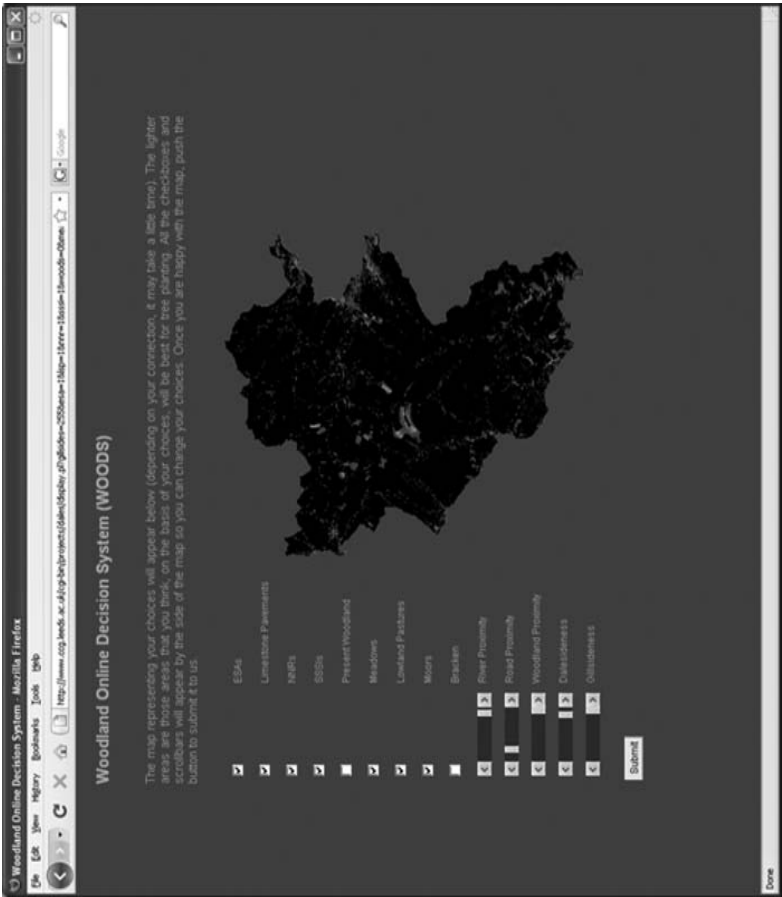 Woodland Online Decision System - Mozilla Firefox
File Edit View History Bookmarks Tools Help
Google
Woodland Online Decision System (WOODS)
The map representing your choices will appear below (depending on your connection, it may take a little time). The lighter
areas are those areas that you think, on the basis of your choices, will be best for tree planting. All the checkboxes and
scrollbars will appear by the side of the map so you can change your choices. Once you are happy with the map, push the
button to submit it to us.
ESAs
Limestone Pavements
NNRs
SSSIs
Present Woodland
Meadows
Lowland Pastures
Moors
Bracken
River Proximity
Road Proximity
Woodland Proximity
Dalesideness
Submit
Done